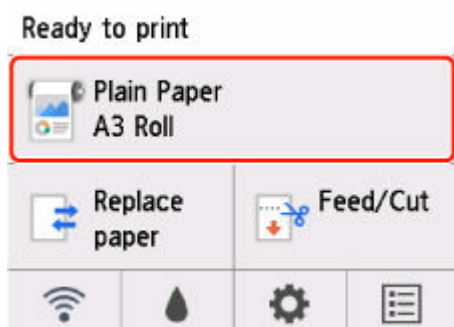 Ready to print
Plain Paper
A3 Roll
Replace
paper
Feed/Cut